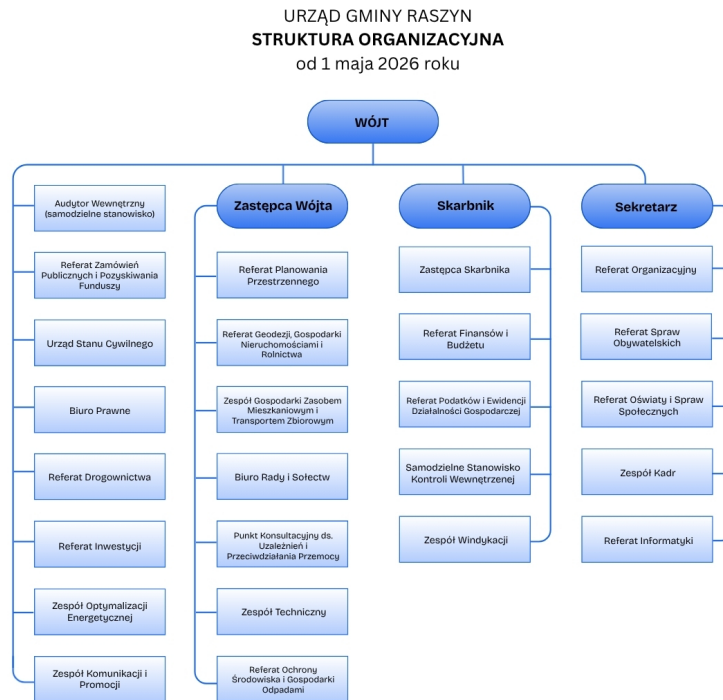 URZĄD GMINY RASZYN
STRUKTURA ORGANIZACYJNA
od 1 maja 2026 roku
WÓJT
Audytor Wewnętrzny
(samodzielne stanowisko)
Referat Zamówień
Publicznych i Pozyskiwania
Funduszy
Urząd Stanu Cywilnego
Biuro Prawne
Referat Drogownictwa
Referat Inwestycji
Zespół Optymalizacji
Energetycznej
Zespół Komunikacji i
Promocji
Zastępca Wójta
Referat Planowania
Przestrzennego
Referat Geodezji, Gospodarki
Nieruchomościami i
Rolnictwa
Zespół Gospodarki Zasobem
Mieszkaniowym i
Transportem Zbiorowym
Biuro Rady i Sołectw
Punkt Konsultacyjny ds.
Uzależnień i
Przeciwdziałania Przemocy
Zespół Techniczny
Referat Ochrony
Środowiska i Gospodarki
Odpadami
Skarbnik
Zastępca Skarbnika
Referat Finansów i
Budżetu
Referat Podatków i Ewidencji
Działalności Gospodarczej
Samodzielne Stanowisko
Kontroli Wewnętrzenej
Zespół Windykacji
Sekretarz
Referat Organizacyjny
Referat Spraw
Obywatelskich
Referat Oświaty i Spraw
Społecznych
Zespół Kadr
Referat Informatyki